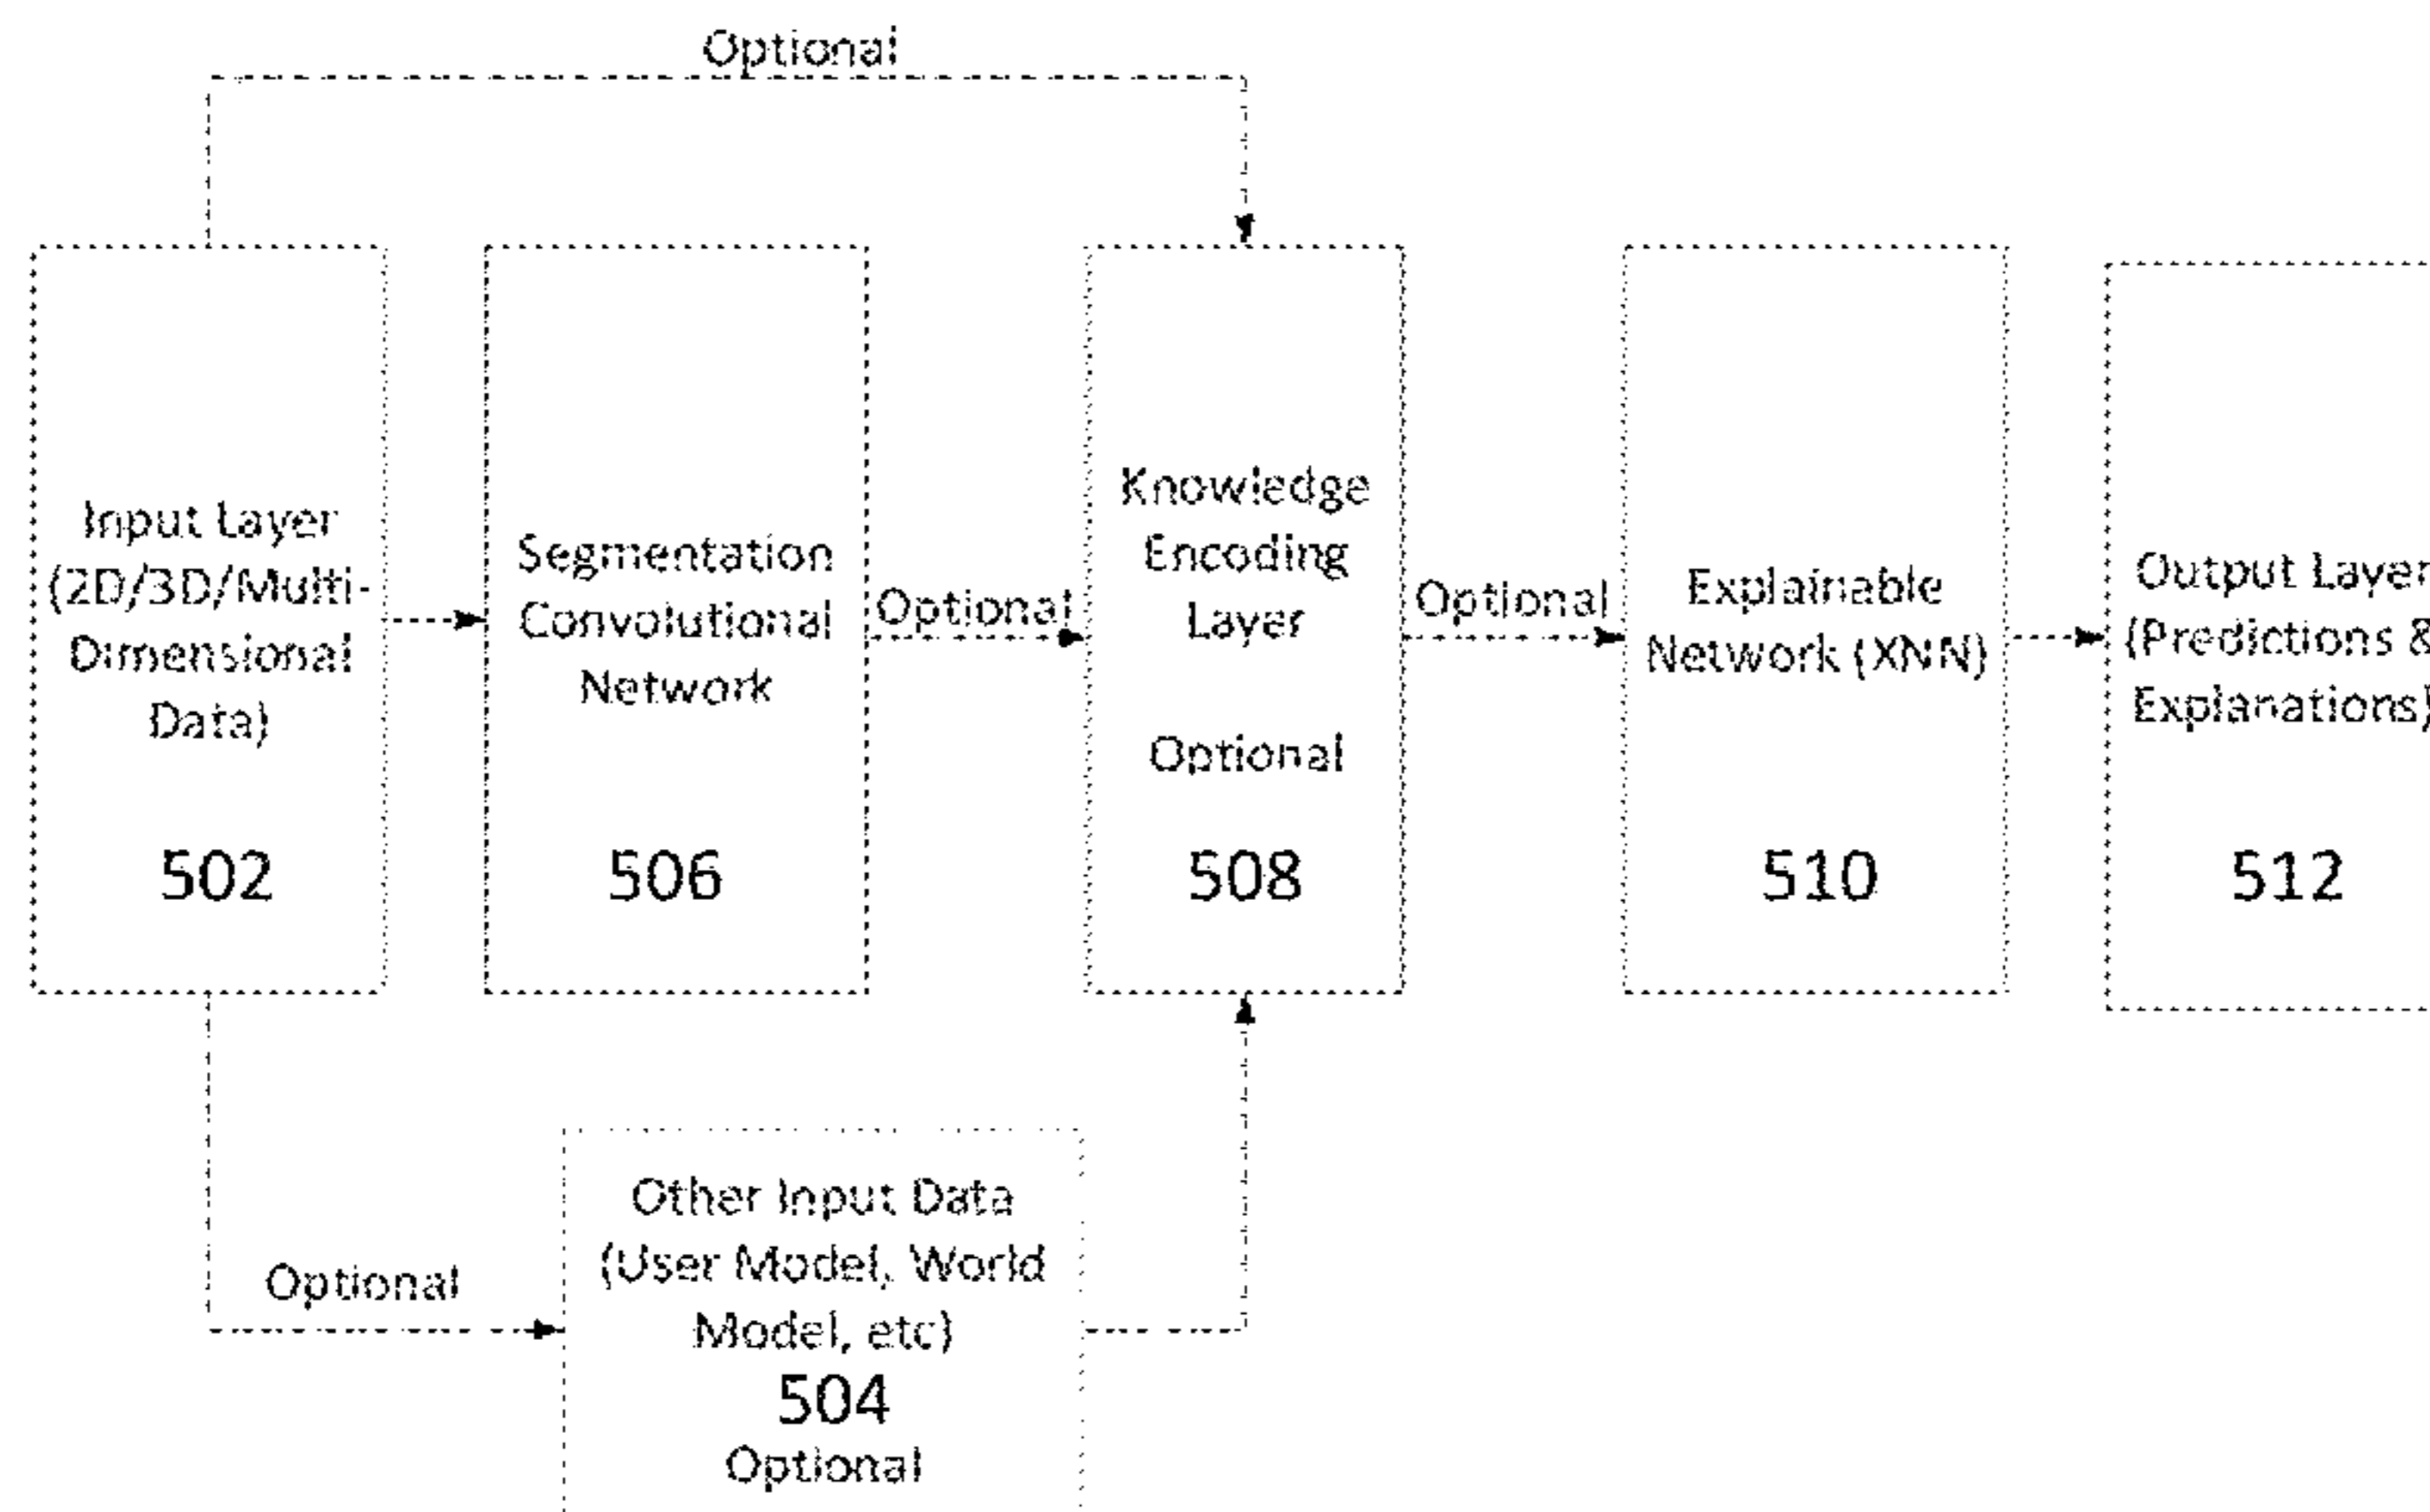 Optional
Input Layer
(2D/3D/Multi-
Dimensional
Data)
502
Segmentation
Convolutional
Network
506
Optional
Knowledge
Encoding
Layer
Optional
508
Optional
Explainable
Network (XNN)
510
Output Layer
(Predictions &
Explanations)
512
Optional
Other Input Data
(User Model, World
Model, etc)
504
Optional